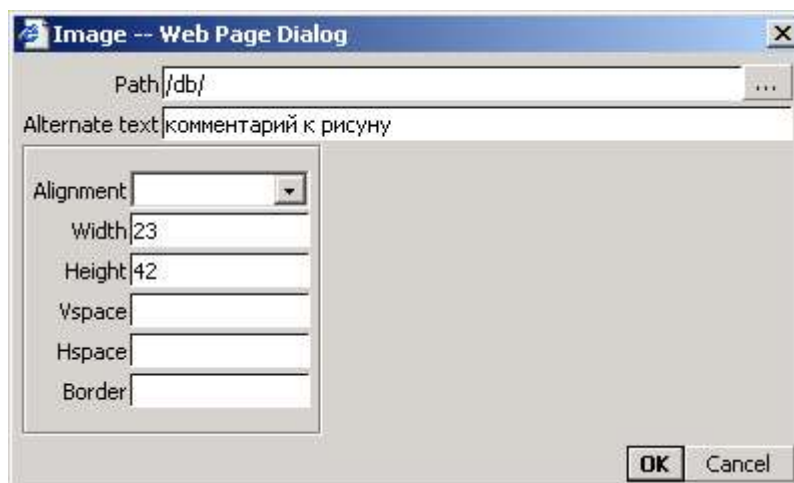 Image -- Web Page Dialog
Path /db/ ...
Alternate text комментарий к рисуну
Alignment
Width 23
Height 42
Vspace
Hspace
Border
OK Cancel